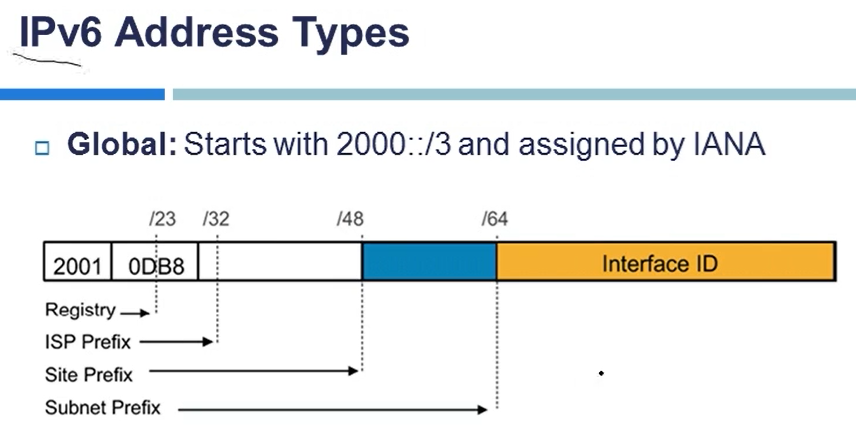 IPv6 Address Types
Global: Starts with 2000::/3 and assigned by IANA
/23 /32 /48 /64
2001 0DB8 Interface ID
Registry
ISP Prefix
Site Prefix
Subnet Prefix